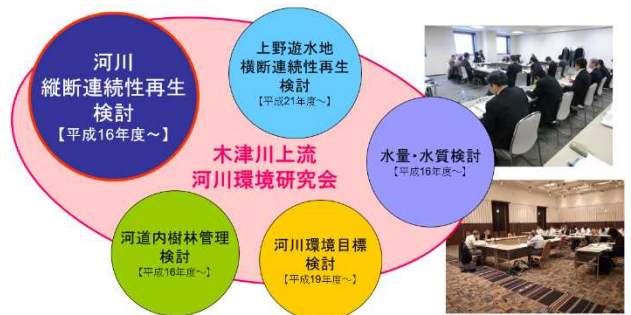 河川
縦断連続性再生
検討
【平成16年度～】
上野遊水地
横断連続性再生
検討
【平成21年度～】
水量・水質検討
【平成16年度～】
木津川上流
河川環境研究会
河道内樹林管理
検討
【平成16年度～】
河川環境目標
検討
【平成19年度～】